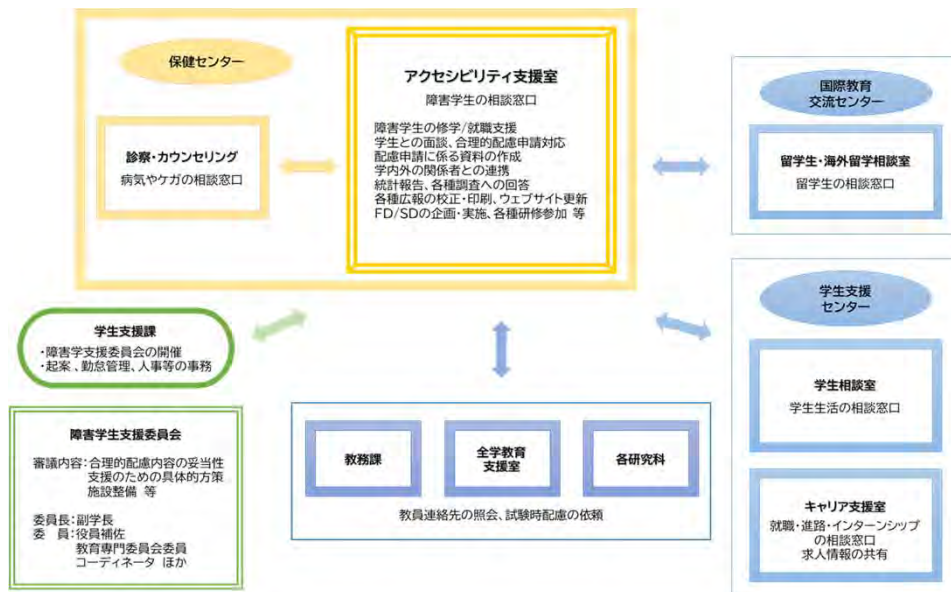 保健センター
診察・カウンセリング
病気やケガの相談窓口
アクセシビリティ支援室
障害学生の相談窓口
障害学生の修学/就職支援
学生との面談、合理的配慮申請対応
配慮申請に係る資料の作成
学内外の関係者との連携
統計報告、各種調査への回答
各種広報の校正・印刷、ウェブサイト更新
FD/SDの企画・実施、各種研修参加 等
国際教育
交流センター
留学生・海外留学相談室
留学生の相談窓口
学生支援課
・障害学支援委員会の開催
・起案、勤怠管理、人事等の事務
障害学生支援委員会
審議内容：合理的配慮内容の妥当性
支援のための具体的方策
施設整備 等
委員長：副学長
委 員：役員補佐
教育専門委員会委員
コーディネータ ほか
教務課
全学教育
支援室
各研究科
教員連絡先の照会、試験時配慮の依頼
学生支援
センター
学生相談室
学生生活の相談窓口
キャリア支援室
就職・進路・インターンシップ
の相談窓口
求人情報の共有